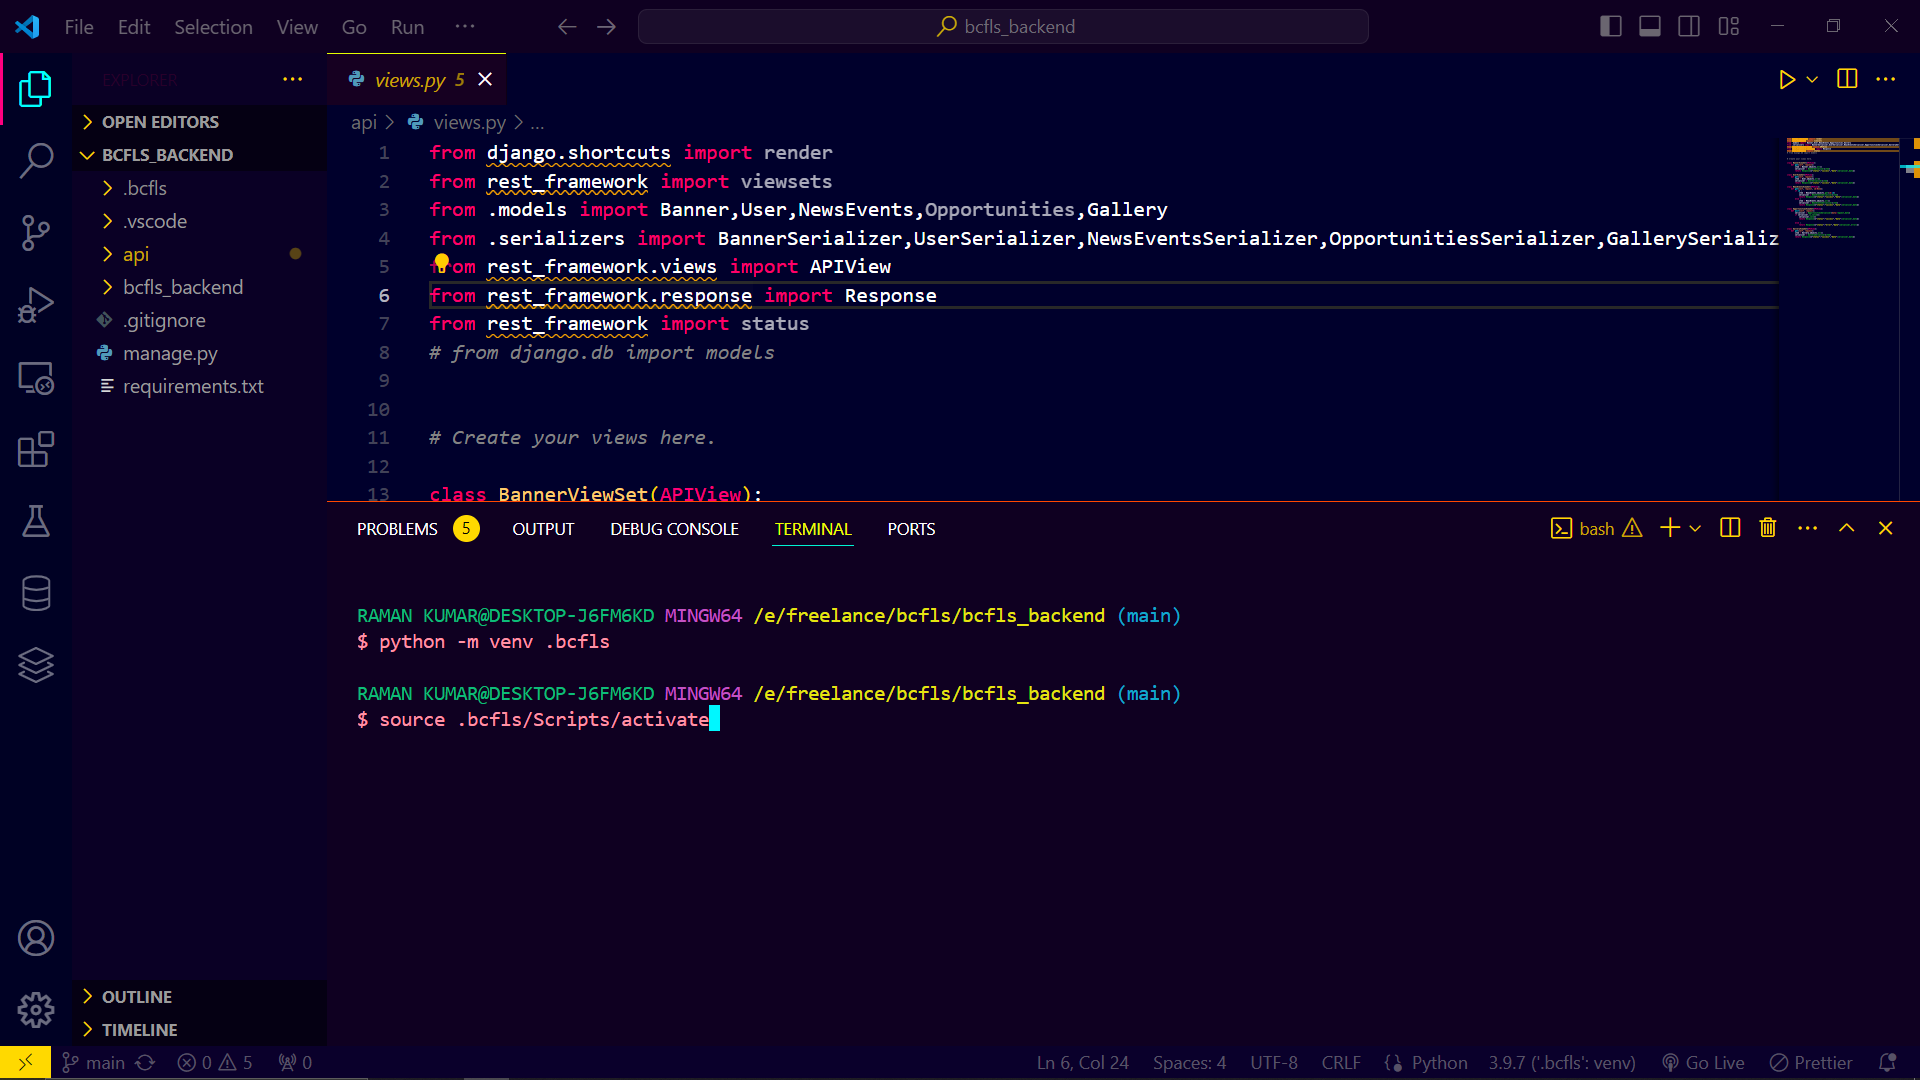 File Edit Selection View Go Run ···
bcfls_backend
EXPLORER
OPEN EDITORS
BCFLS_BACKEND
.bcfls
.vscode
api
bcfls_backend
.gitignore
manage.py
requirements.txt
OUTLINE
TIMELINE
views.py 5
api > views.py > ...
1 from django.shortcuts import render
2 from rest_framework import viewsets
3 from .models import Banner,User,NewsEvents,Opportunities,Gallery
4 from .serializers import BannerSerializer,UserSerializer,NewsEventsSerializer,OpportunitiesSerializer,GallerySerializ
5 from rest_framework.views import APIView
6 from rest_framework.response import Response
7 from rest_framework import status
8 # from django.db import models
9
10
11 # Create your views here.
12
13 class BannerViewSet(APIView):
PROBLEMS 5 OUTPUT DEBUG CONSOLE TERMINAL PORTS
bash
RAMAN KUMAR@DESKTOP-J6FM6KD MINGW64 /e/freelance/bcfls/bcfls_backend (main)
$ python -m venv .bcfls
RAMAN KUMAR@DESKTOP-J6FM6KD MINGW64 /e/freelance/bcfls/bcfls_backend (main)
$ source .bcfls/Scripts/activate
main 0 5 0
Ln 6, Col 24 Spaces: 4 UTF-8 CRLF Python 3.9.7 ('.bcfls': venv) Go Live Prettier